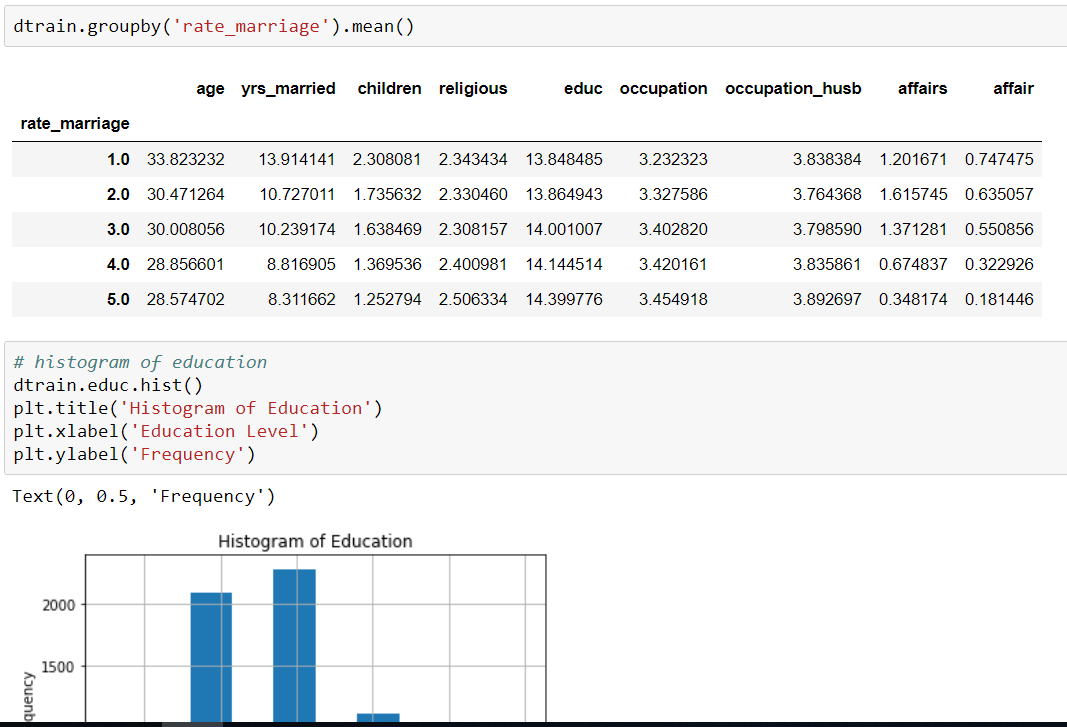 dtrain.groupby('rate_marriage').mean()
age yrs_married children religious educ occupation occupation_husb affairs affair
rate_marriage
1.0 33.823232 13.914141 2.308081 2.343434 13.848485 3.232323 3.838384 1.201671 0.747475
2.0 30.471264 10.727011 1.735632 2.330460 13.864943 3.327586 3.764368 1.615745 0.635057
3.0 30.008056 10.239174 1.638469 2.308157 14.001007 3.402820 3.798590 1.371281 0.550856
4.0 28.856601 8.816905 1.369536 2.400981 14.144514 3.420161 3.835861 0.674837 0.322926
5.0 28.574702 8.311662 1.252794 2.506334 14.399776 3.454918 3.892697 0.348174 0.181446
# histogram of education
dtrain.educ.hist()
plt.title('Histogram of Education')
plt.xlabel('Education Level')
plt.ylabel('Frequency')
Text(0, 0.5, 'Frequency')
Histogram of Education
2000
1500